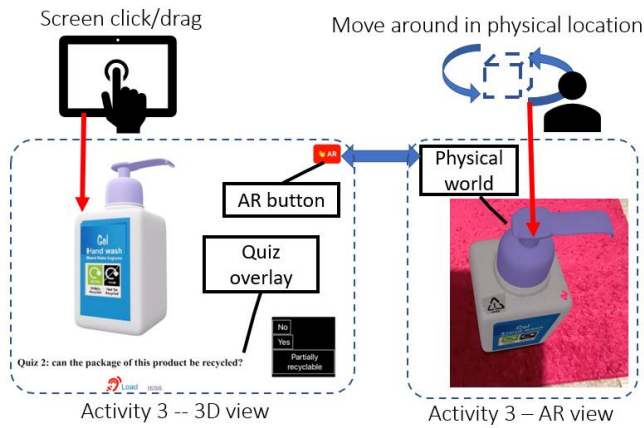 Screen click/drag
Move around in physical location
AR
AR button
Physical
world
Quiz
overlay
Gel
Hand wash
No
Yes
Partially
recyclable
Quiz 2: can the package of this product be recycled?
Load
Activity 3 -- 3D view
Activity 3 – AR view